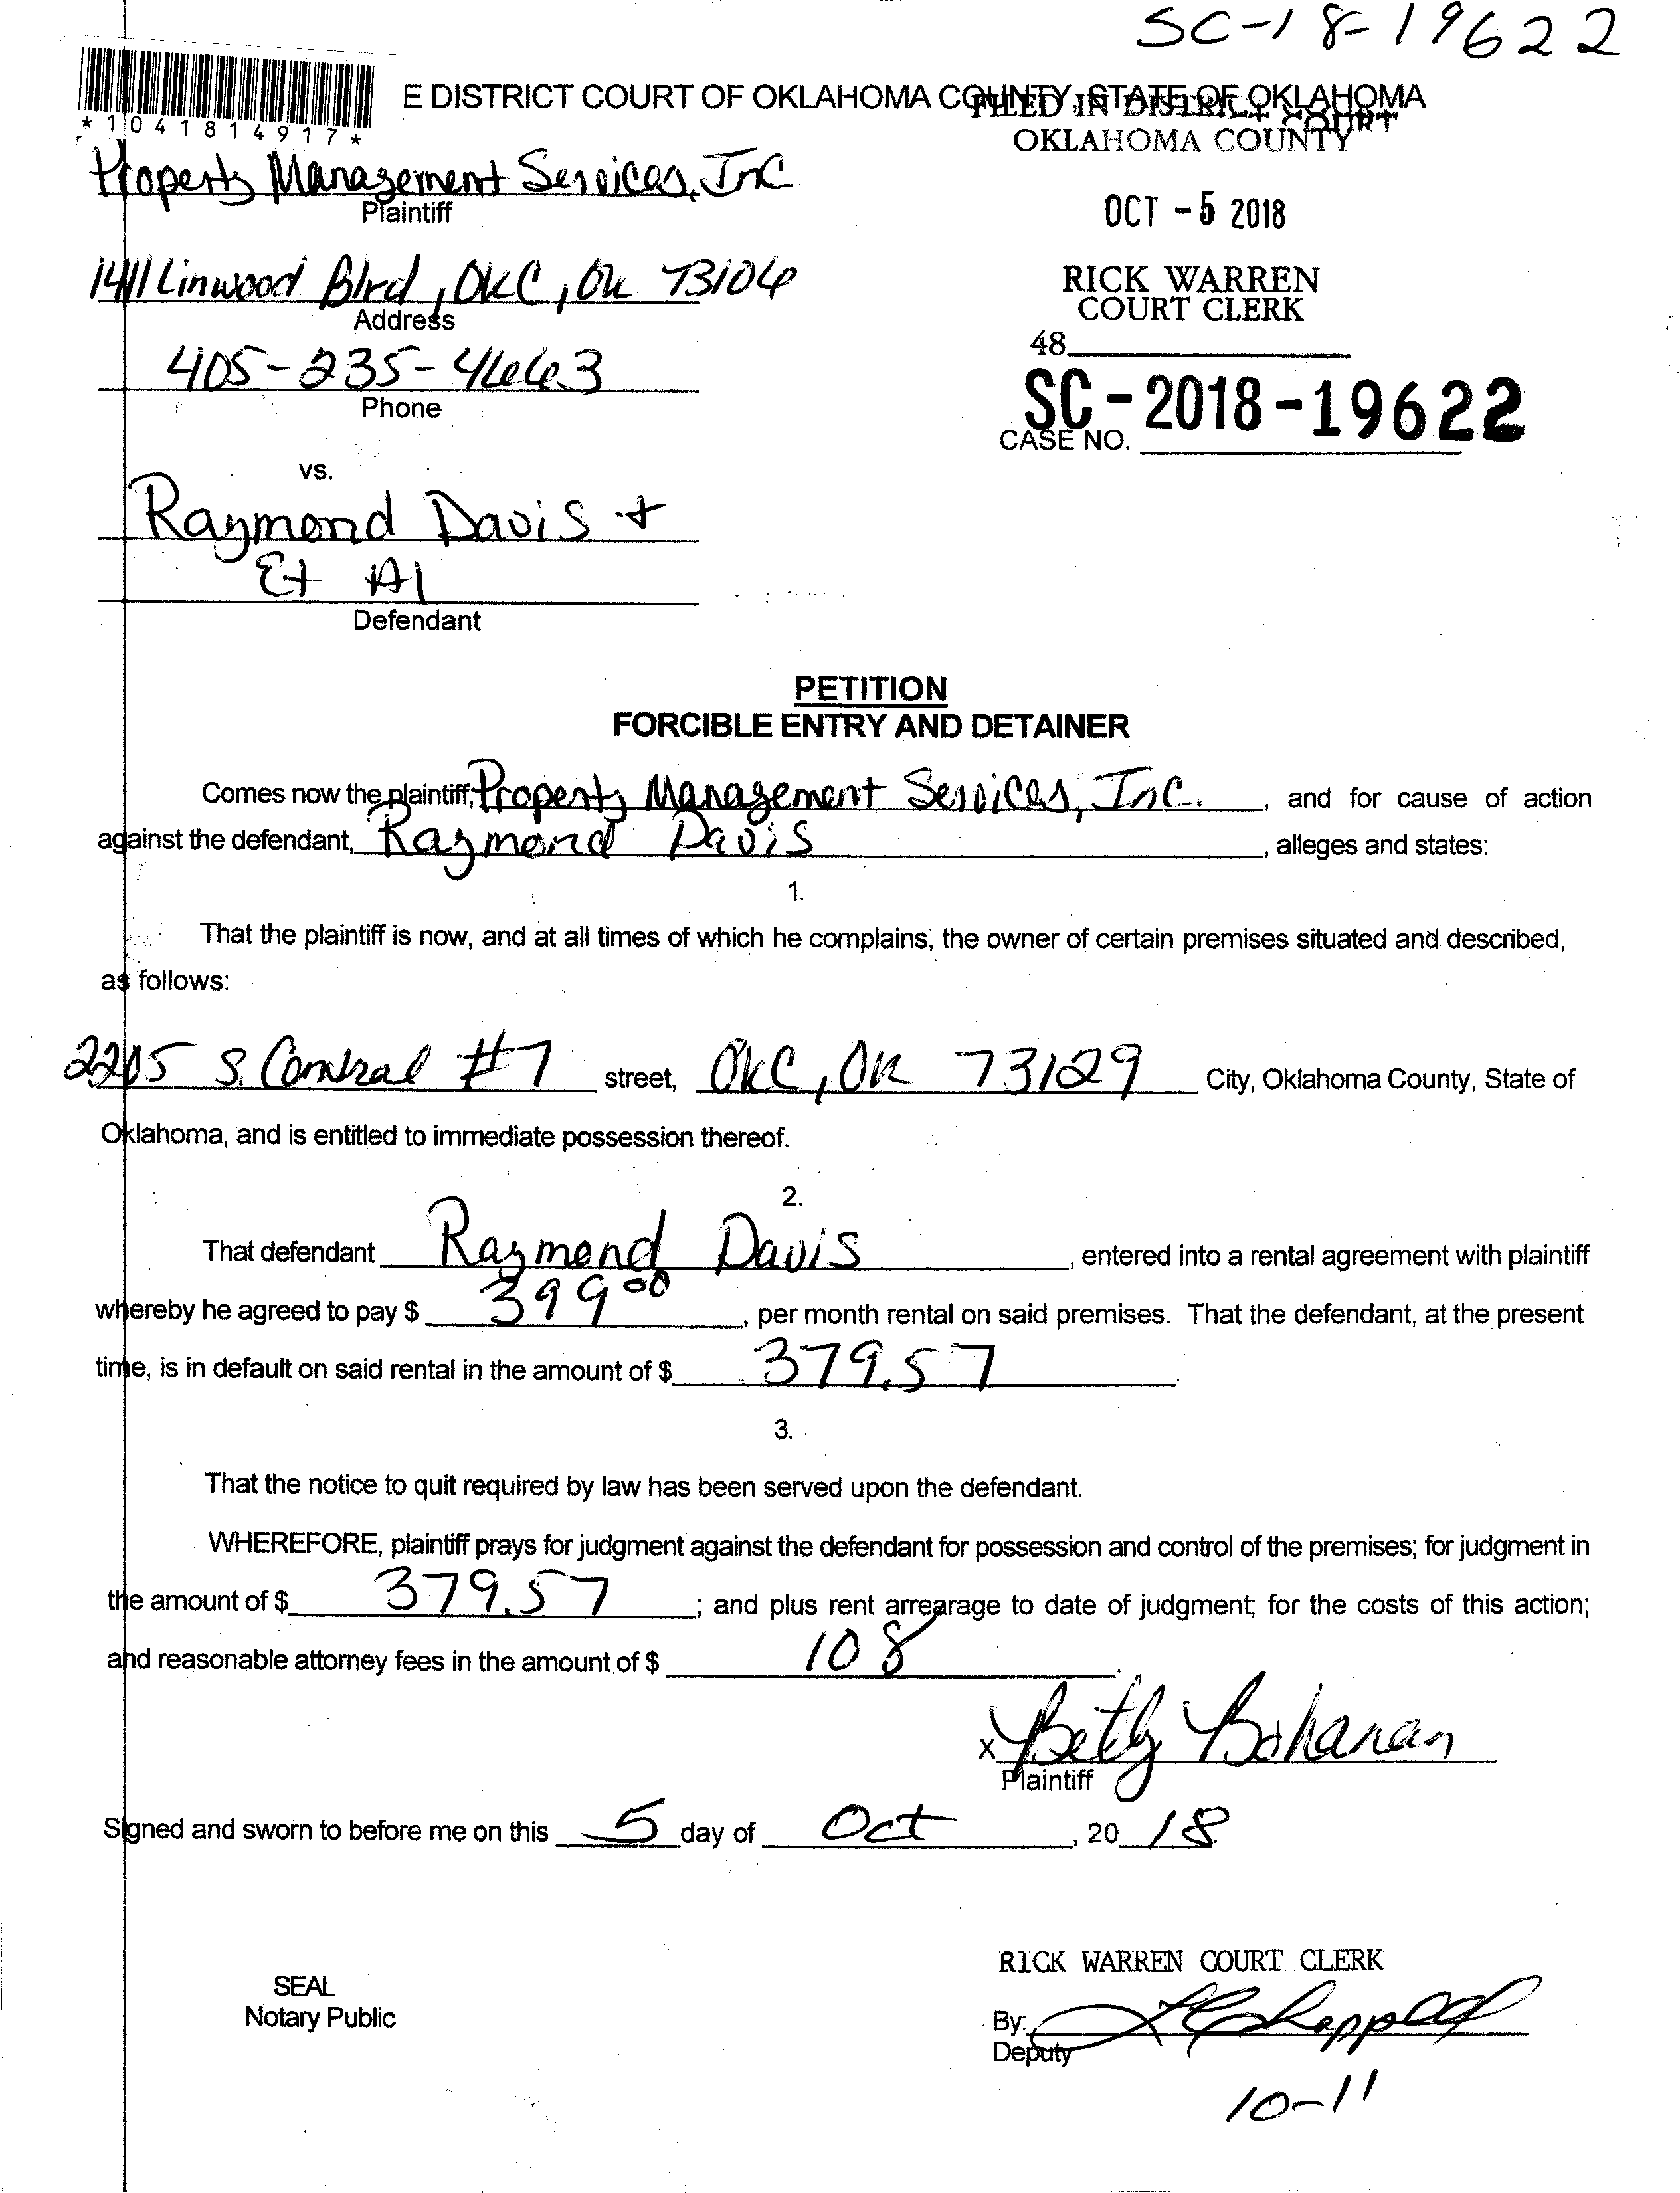 SC-18-19622
*1041814917*
E DISTRICT COURT OF OKLAHOMA COUNTY, STATE OF OKLAHOMA
FILED IN DISTRICT COURT
OKLAHOMA COUNTY
Property Management Services, Inc
Plaintiff
OCT -5 2018
1411 Linwood Blvd, OKC, OK 73106
Address
RICK WARREN
COURT CLERK
405-235-4663
Phone
48
SC-2018-19622
CASE NO.
vs.
Raymond Davis +
Et Al
Defendant
PETITION
FORCIBLE ENTRY AND DETAINER
Comes now the plaintiff, Property Management Services, Inc., and for cause of action
against the defendant, Raymond Davis, alleges and states:
1.
That the plaintiff is now, and at all times of which he complains, the owner of certain premises situated and described,
as follows:
2205 S. Central #7 street, OKC, OK 73129 City, Oklahoma County, State of
Oklahoma, and is entitled to immediate possession thereof.
2.
That defendant Raymond Davis, entered into a rental agreement with plaintiff
whereby he agreed to pay $ 399 00, per month rental on said premises. That the defendant, at the present
time, is in default on said rental in the amount of $ 379.57.
3.
That the notice to quit required by law has been served upon the defendant.
WHEREFORE, plaintiff prays for judgment against the defendant for possession and control of the premises; for judgment in
the amount of $ 379.57; and plus rent arrearage to date of judgment; for the costs of this action;
and reasonable attorney fees in the amount of $ 108.
x Betty Bohanan
Plaintiff
Signed and sworn to before me on this 5 day of Oct, 20 18.
RICK WARREN COURT CLERK
SEAL
Notary Public
By:
Deputy
10-11